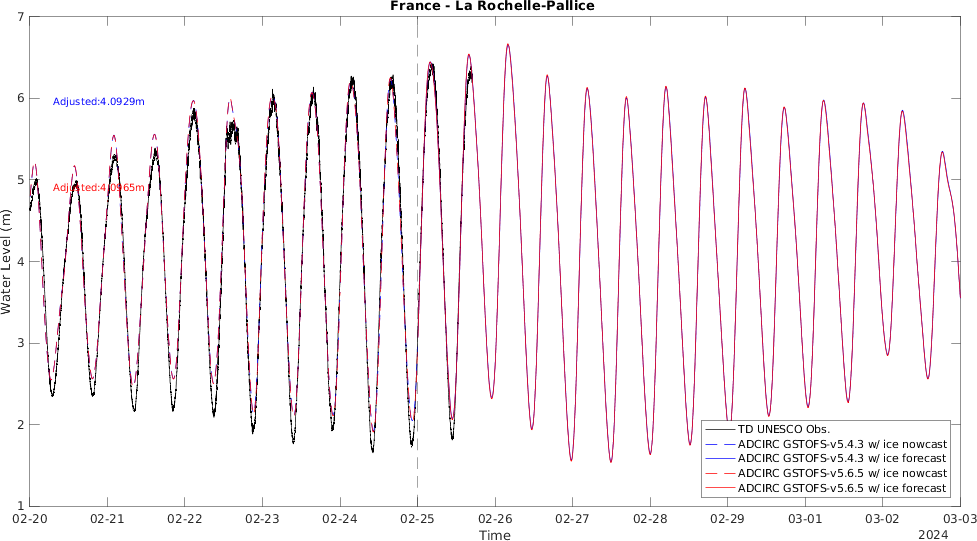 France - La Rochelle-Pallice
7
6
5
4
3
2
1
Water Level (m)
Adjusted:4.0929m
Adjusted:4.0965m
TD UNESCO Obs.
ADCIRC GSTOFS-v5.4.3 w/ ice nowcast
ADCIRC GSTOFS-v5.4.3 w/ ice forecast
ADCIRC GSTOFS-v5.6.5 w/ ice nowcast
ADCIRC GSTOFS-v5.6.5 w/ ice forecast
02-20 02-21 02-22 02-23 02-24 02-25 02-26 02-27 02-28 02-29 03-01 03-02 03-03
Time
2024